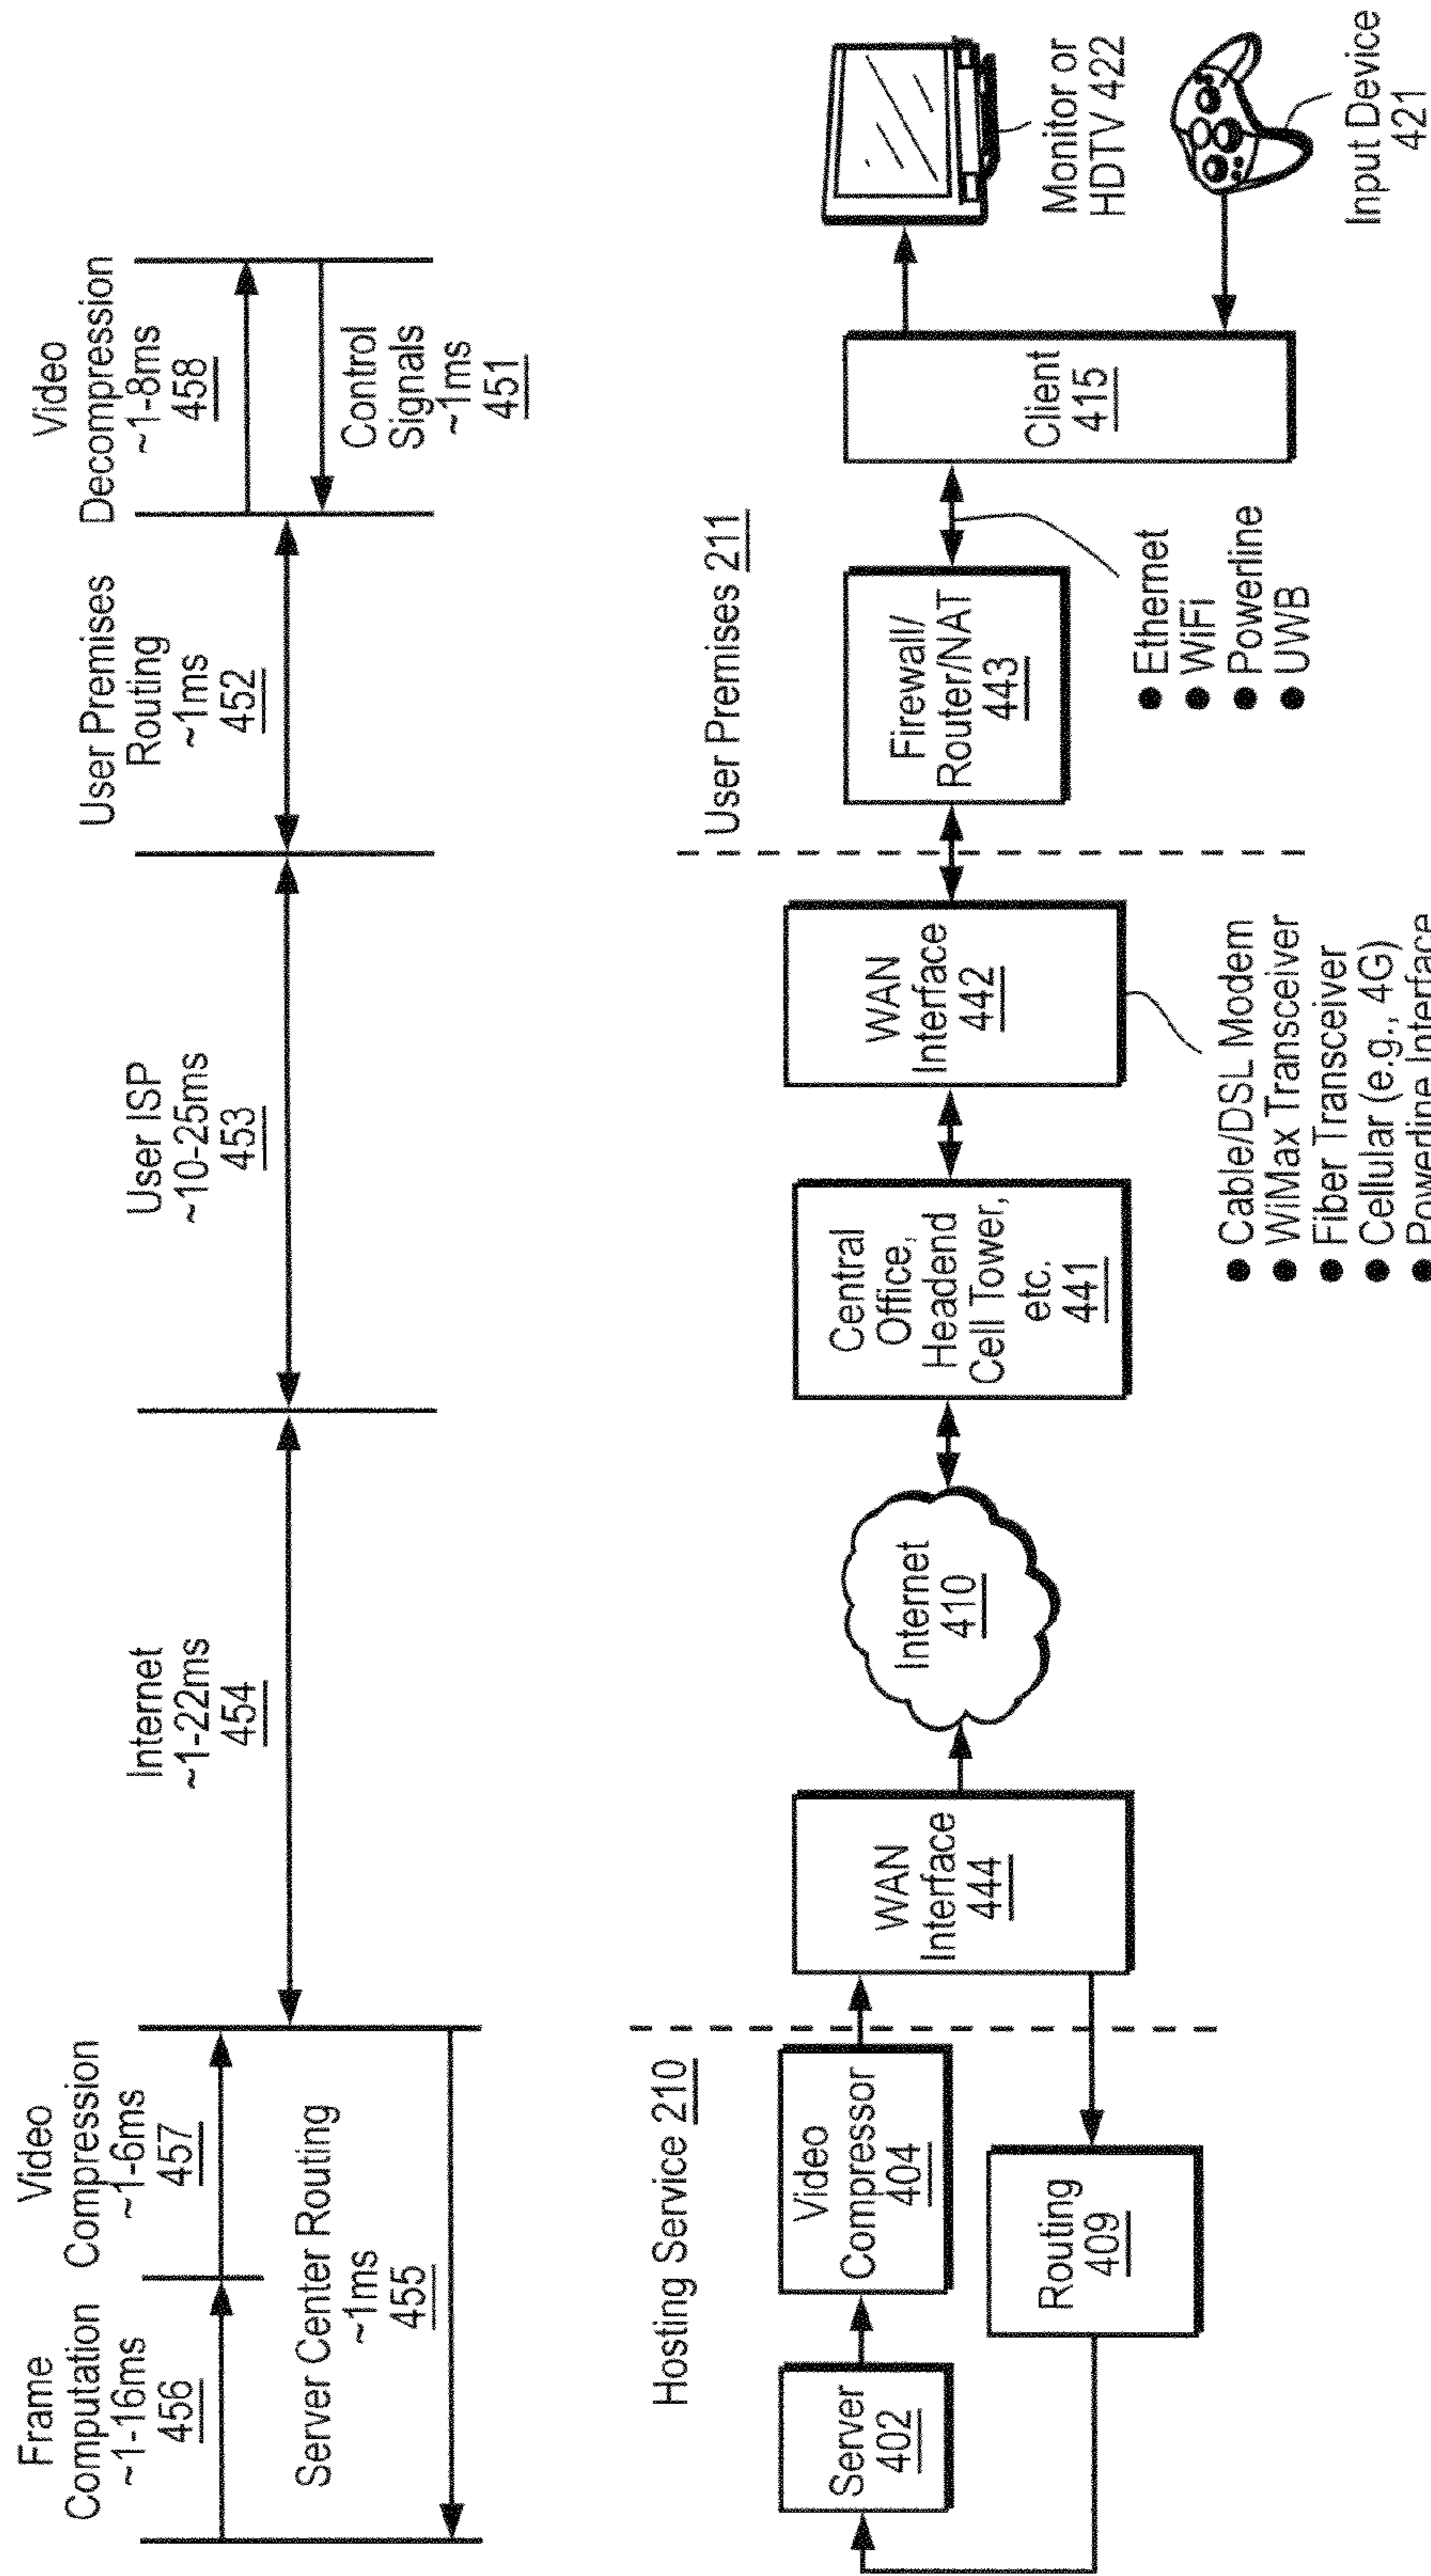 Frame
Computation
~1-16ms
456
Video
Compression
~1-6ms
457
Server Center Routing
~1ms
455
Internet
~1-22ms
454
User ISP
~10-25ms
453
User Premises
Routing
~1ms
452
Video
Decompression
~1-8ms
458
Control
Signals
~1ms
451
Hosting Service 210
User Premises 211
Server
402
Video
Compressor
404
Routing
409
WAN
Interface
444
Internet
410
Central
Office,
Headend
Cell Tower,
etc.
441
WAN
Interface
442
● Cable/DSL Modem
● WiMax Transceiver
● Fiber Transceiver
● Cellular (e.g., 4G)
● Powerline Interface
Firewall/
Router/NAT
443
● Ethernet
● WiFi
● Powerline
● UWB
Client
415
Monitor or
HDTV 422
Input Device
421